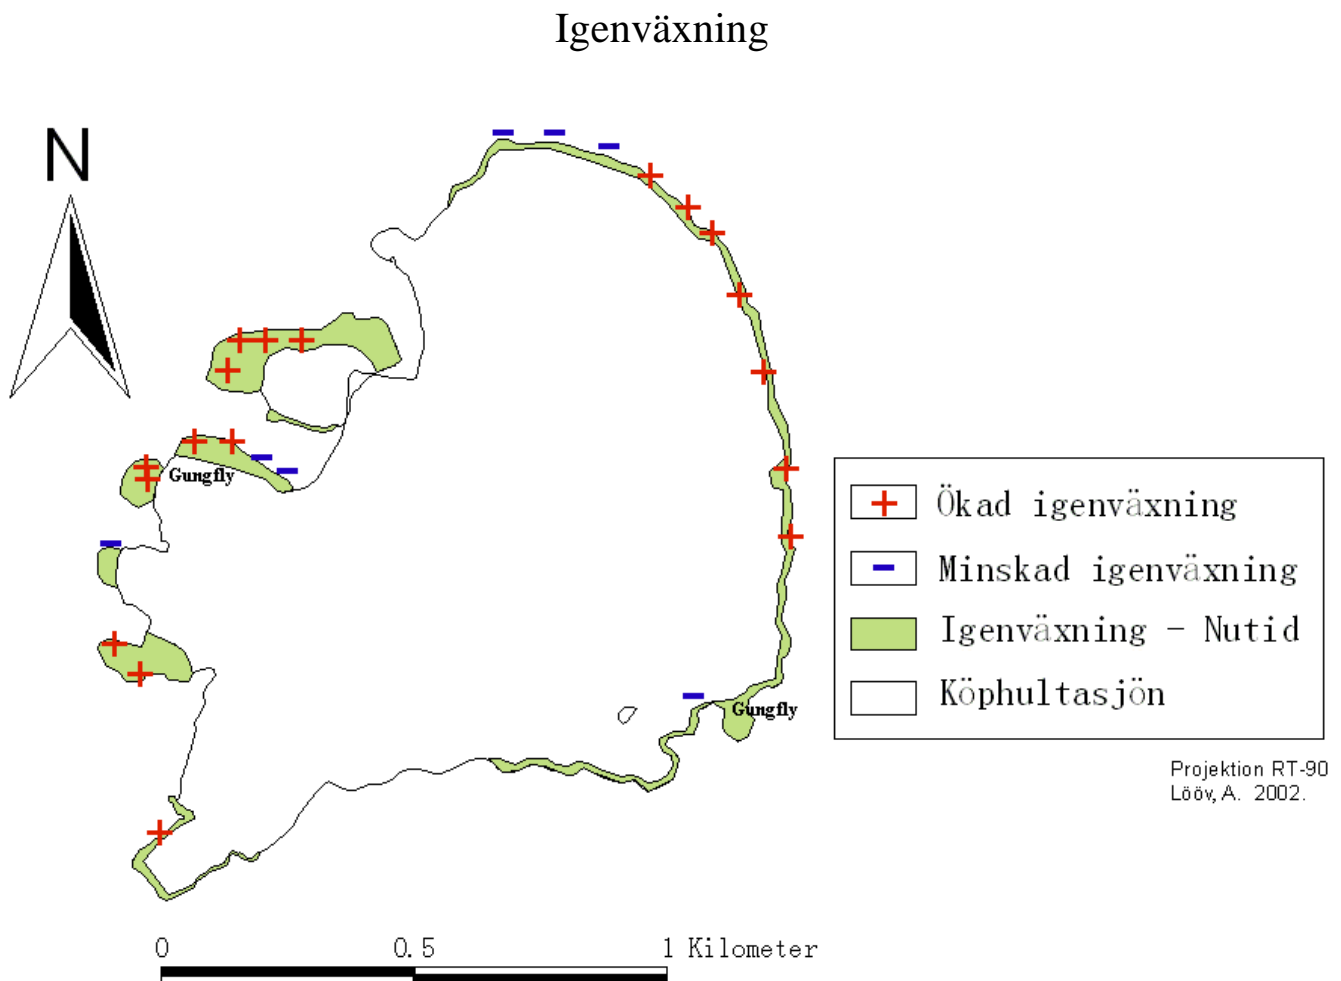 Igenväxning
N
Gungfly
Gungfly
Ökad igenväxning
Minskad igenväxning
Igenväxning - Nutid
Köphultasjön
Projektion RT-90
Lööv, A. 2002.
0 0.5 1 Kilometer